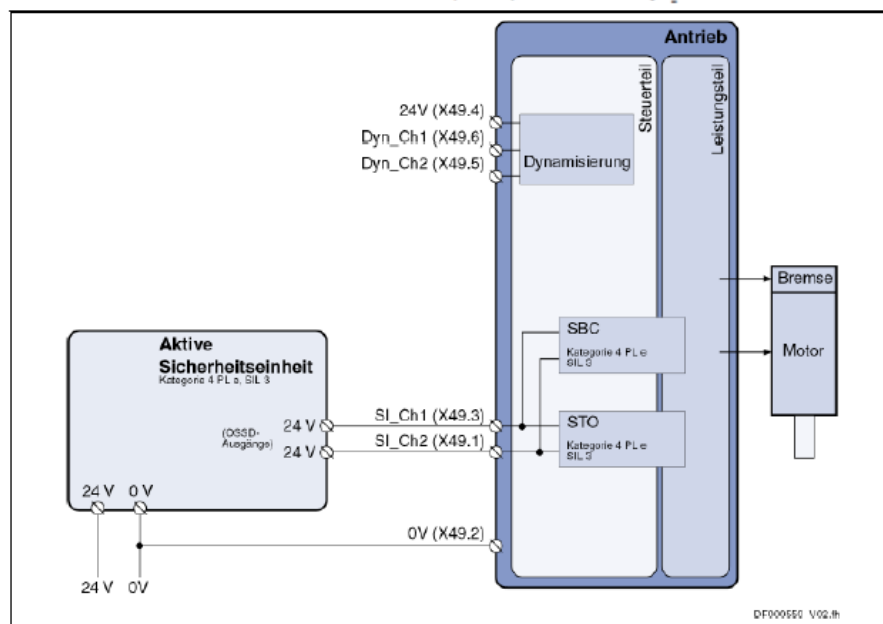 Antrieb
Steuerteil
Leistungsteil
24V (X49.4)
Dyn_Ch1 (X49.6)
Dyn_Ch2 (X49.5)
Dynamisierung
Bremse
Motor
SBC
Kategorie 4 PL e
SIL 3
Aktive
Sicherheitseinheit
Kategorie 4 PL e, SIL 3
(OSSD-
Ausgänge)
24 V
24 V
SI_Ch1 (X49.3)
SI_Ch2 (X49.1)
STO
Kategorie 4 PL e
SIL 3
24 V 0 V
0V (X49.2)
24 V 0V
DF000550_V02.fh